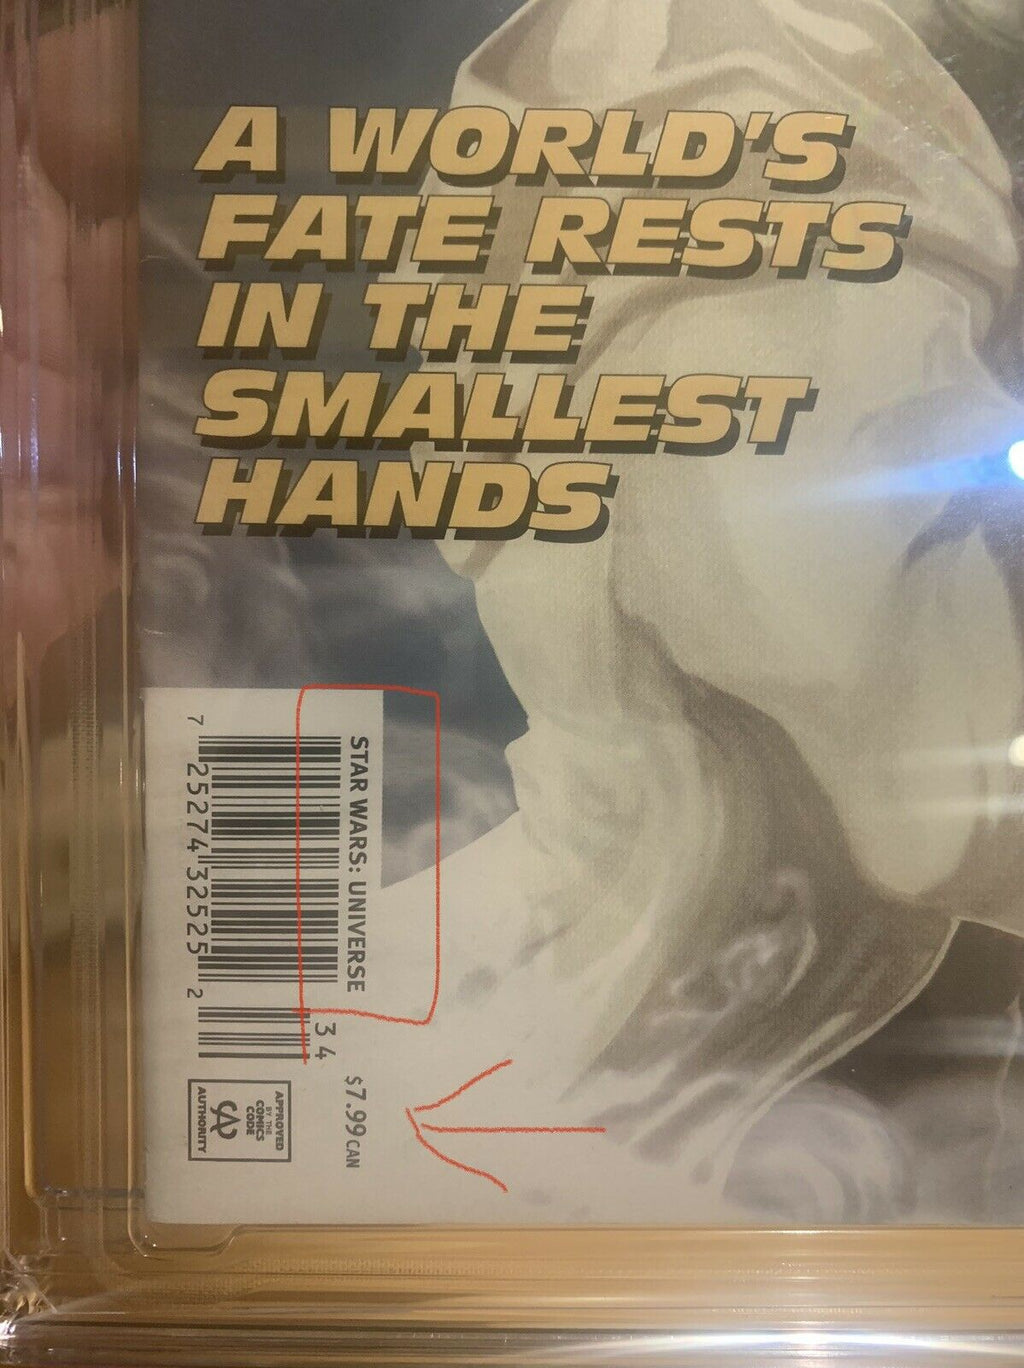 A WORLD'S
FATE RESTS
IN THE
SMALLEST
HANDS
STAR WARS: UNIVERSE
7 25274 32525 2
34
$7.99 CAN
APPROVED
BY THE
COMICS
CODE
CA
AUTHORITY